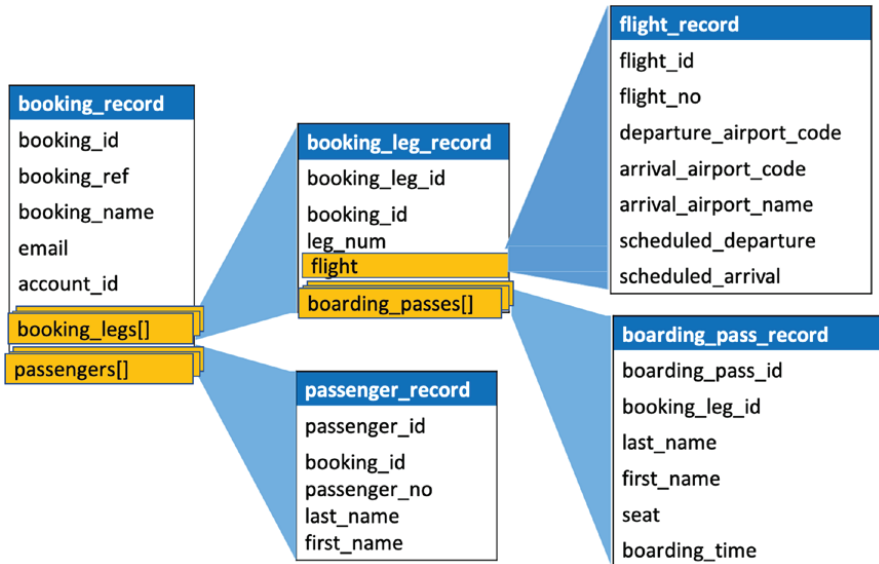 booking_record
booking_id
booking_ref
booking_name
email
account_id
booking_legs[]
passengers[]
booking_leg_record
booking_leg_id
booking_id
leg_num
flight
boarding_passes[]
passenger_record
passenger_id
booking_id
passenger_no
last_name
first_name
flight_record
flight_id
flight_no
departure_airport_code
arrival_airport_code
arrival_airport_name
scheduled_departure
scheduled_arrival
boarding_pass_record
boarding_pass_id
booking_leg_id
last_name
first_name
seat
boarding_time